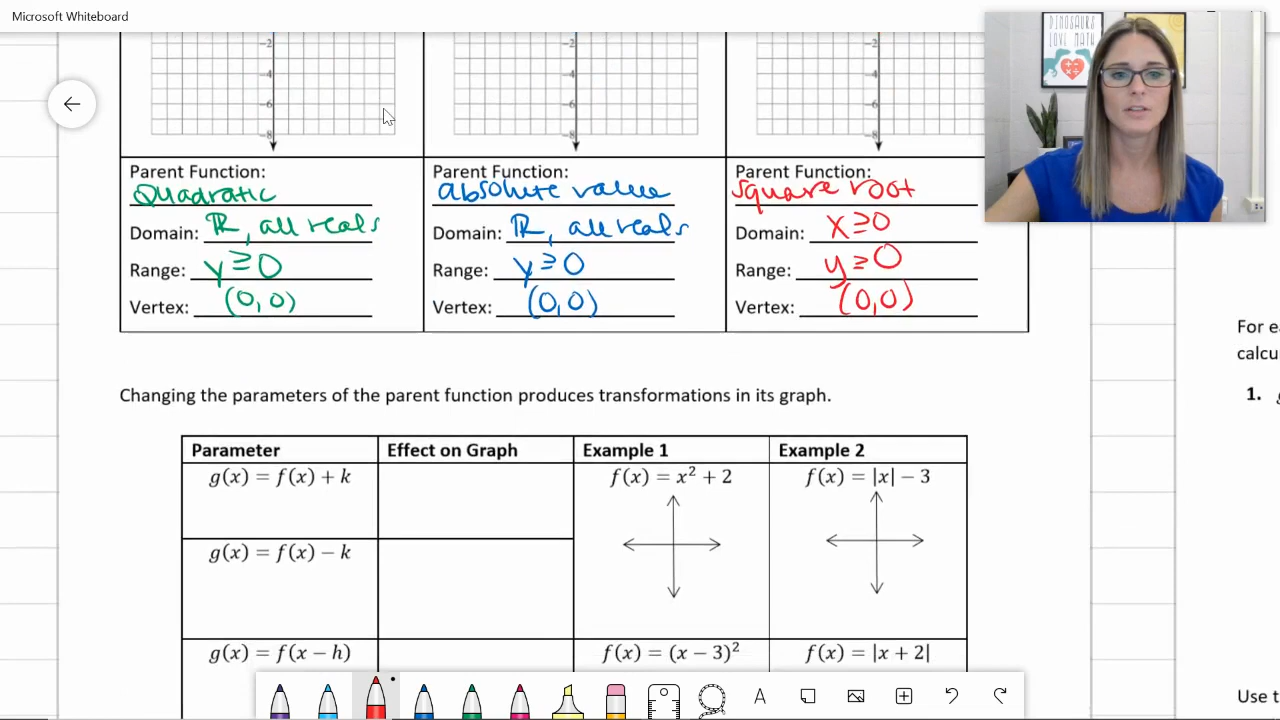 Microsoft Whiteboard
DINOSAURS
LOVE MATH
-2 -2 -2
-4 -4 -4
-6 -6 -6
-8 -8 -8
Parent Function: Parent Function: Parent Function:
Quadratic absolute value square root
Domain: ℝ, all reals Domain: ℝ, all reals Domain: x ≥ 0
Range: y ≥ 0 Range: y ≥ 0 Range: y ≥ 0
Vertex: (0,0) Vertex: (0,0) Vertex: (0,0)
For e
calcu
Changing the parameters of the parent function produces transformations in its graph.
1.
Parameter Effect on Graph Example 1 Example 2
g(x) = f(x) + k f(x) = x² + 2 f(x) = |x| − 3
g(x) = f(x) − k
g(x) = f(x − h) f(x) = (x − 3)² f(x) = |x + 2|
A
Use t